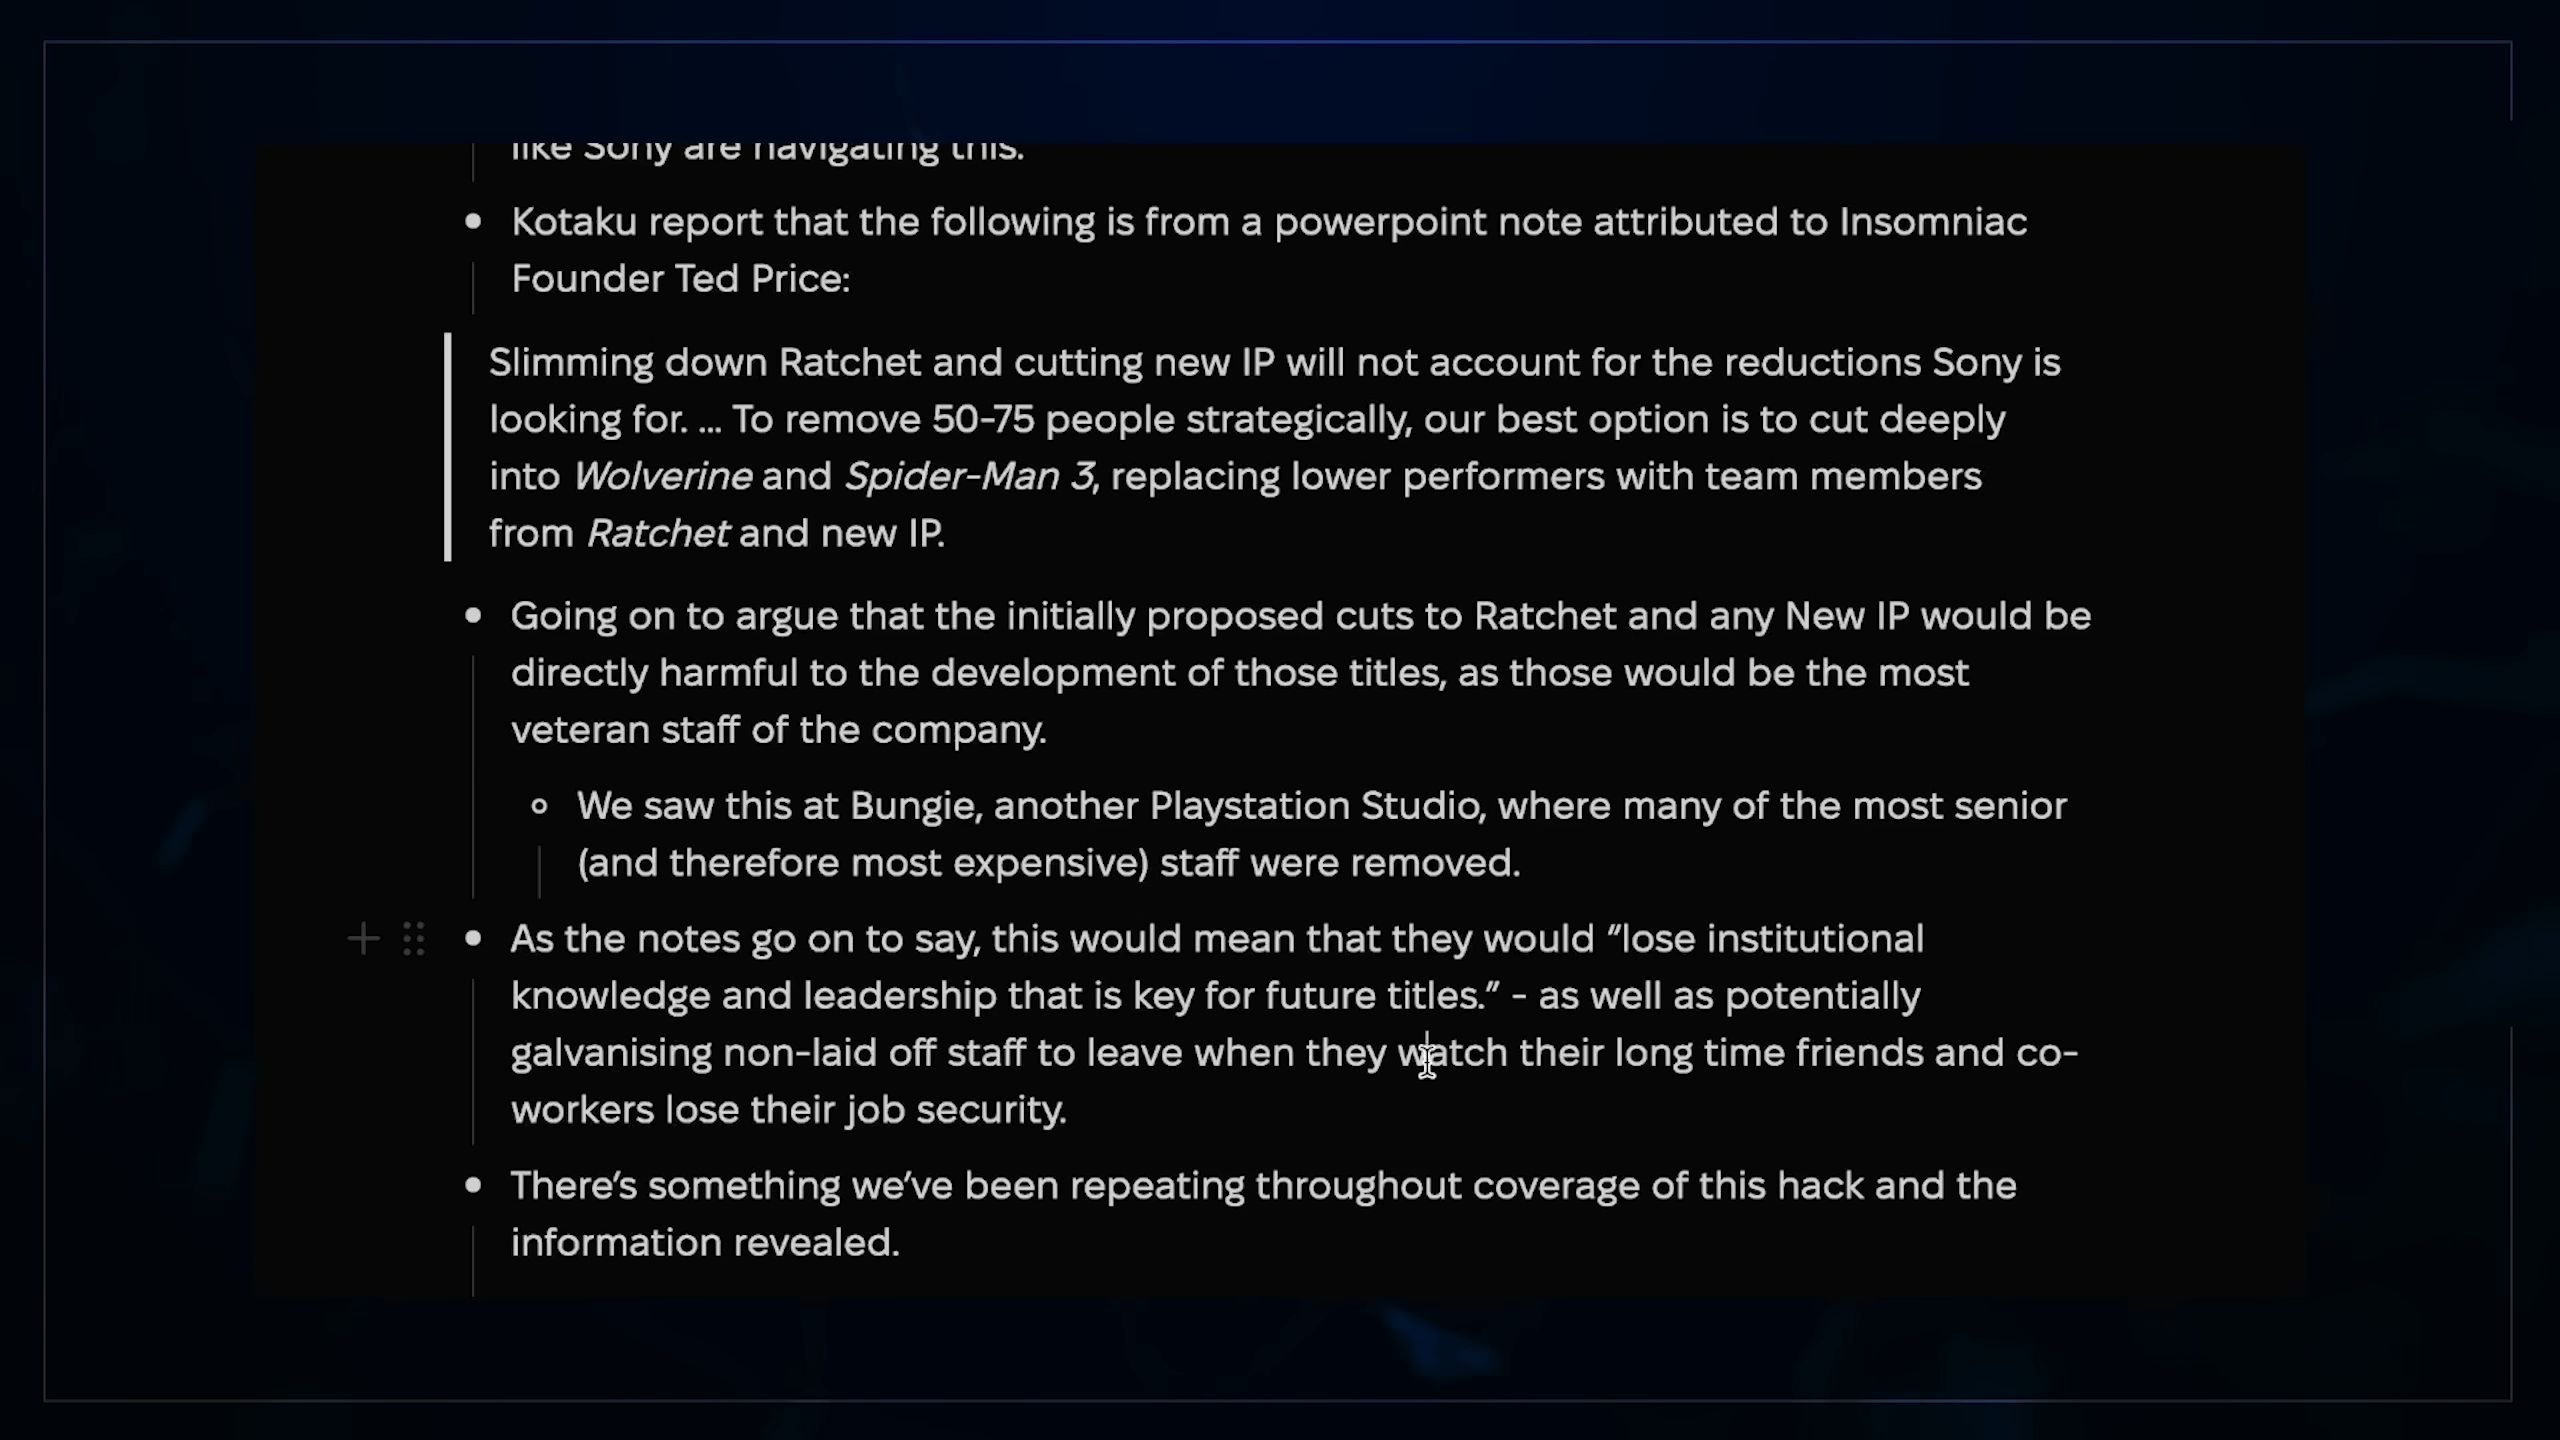 like Sony are navigating this.
• Kotaku report that the following is from a powerpoint note attributed to Insomniac
Founder Ted Price:
Slimming down Ratchet and cutting new IP will not account for the reductions Sony is
looking for. … To remove 50-75 people strategically, our best option is to cut deeply
into Wolverine and Spider-Man 3, replacing lower performers with team members
from Ratchet and new IP.
• Going on to argue that the initially proposed cuts to Ratchet and any New IP would be
directly harmful to the development of those titles, as those would be the most
veteran staff of the company.
◦ We saw this at Bungie, another Playstation Studio, where many of the most senior
(and therefore most expensive) staff were removed.
• As the notes go on to say, this would mean that they would “lose institutional
knowledge and leadership that is key for future titles.” - as well as potentially
galvanising non-laid off staff to leave when they watch their long time friends and co-
workers lose their job security.
• There’s something we’ve been repeating throughout coverage of this hack and the
information revealed.